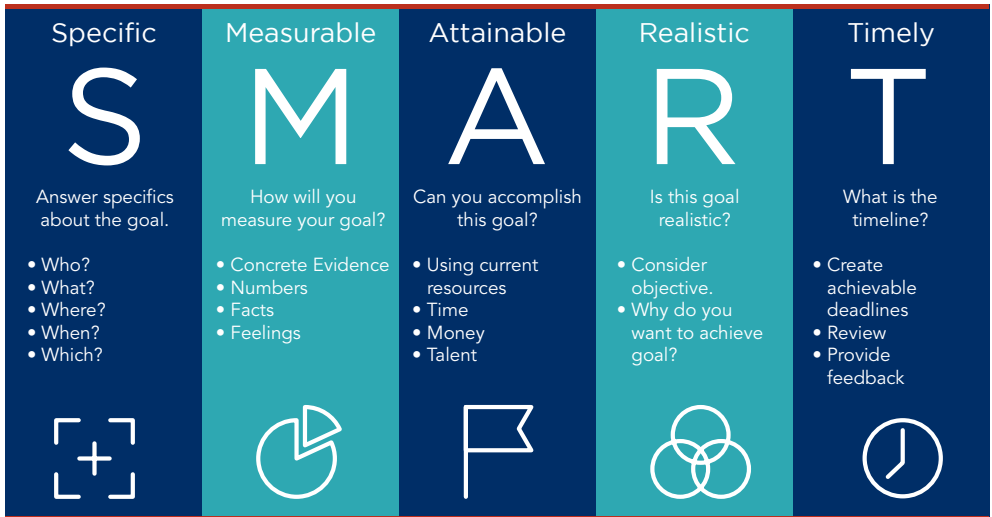 Specific
S
Answer specifics
about the goal.
• Who?
• What?
• Where?
• When?
• Which?
Measurable
M
How will you
measure your goal?
• Concrete Evidence
• Numbers
• Facts
• Feelings
Attainable
A
Can you accomplish
this goal?
• Using current
resources
• Time
• Money
• Talent
Realistic
R
Is this goal
realistic?
• Consider
objective.
• Why do you
want to achieve
goal?
Timely
T
What is the
timeline?
• Create
achievable
deadlines
• Review
• Provide
feedback